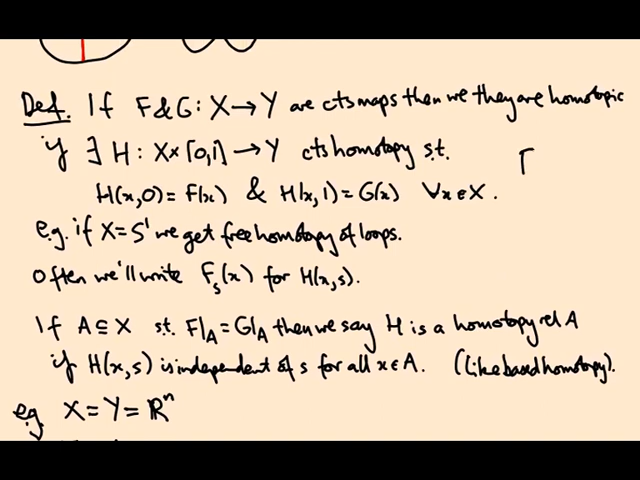 Def. If F & G : X → Y are cts maps then we they are homotopic
if ∃ H : X × [0,1] → Y cts homotopy s.t.
H(x,0) = F(x) & H(x,1) = G(x) ∀x ∈ X.
e.g. if X = S¹ we get free homotopy of loops.
Often we'll write Fₛ(x) for H(x,s).
If A ⊆ X s.t. F|_A = G|_A then we say H is a homotopy rel A
if H(x,s) is independent of s for all x ∈ A. (Like based homotopy).
eg. X = Y = ℝⁿ